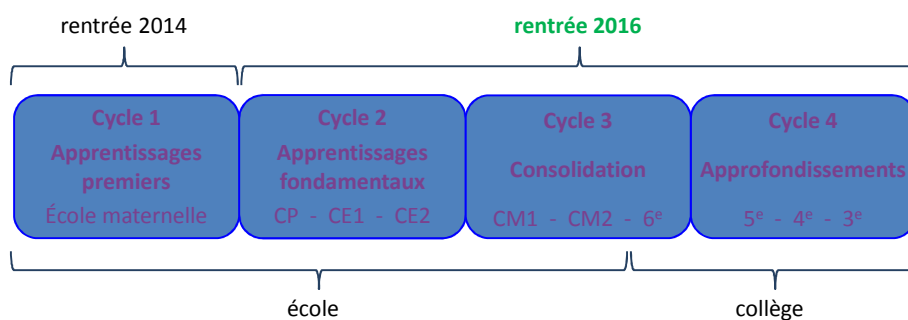 rentrée 2014
rentrée 2016
Cycle 1
Apprentissages
premiers
École maternelle
Cycle 2
Apprentissages
fondamentaux
CP - CE1 - CE2
Cycle 3
Consolidation
CM1 - CM2 - 6e
Cycle 4
Approfondissements
5e - 4e - 3e
école
collège